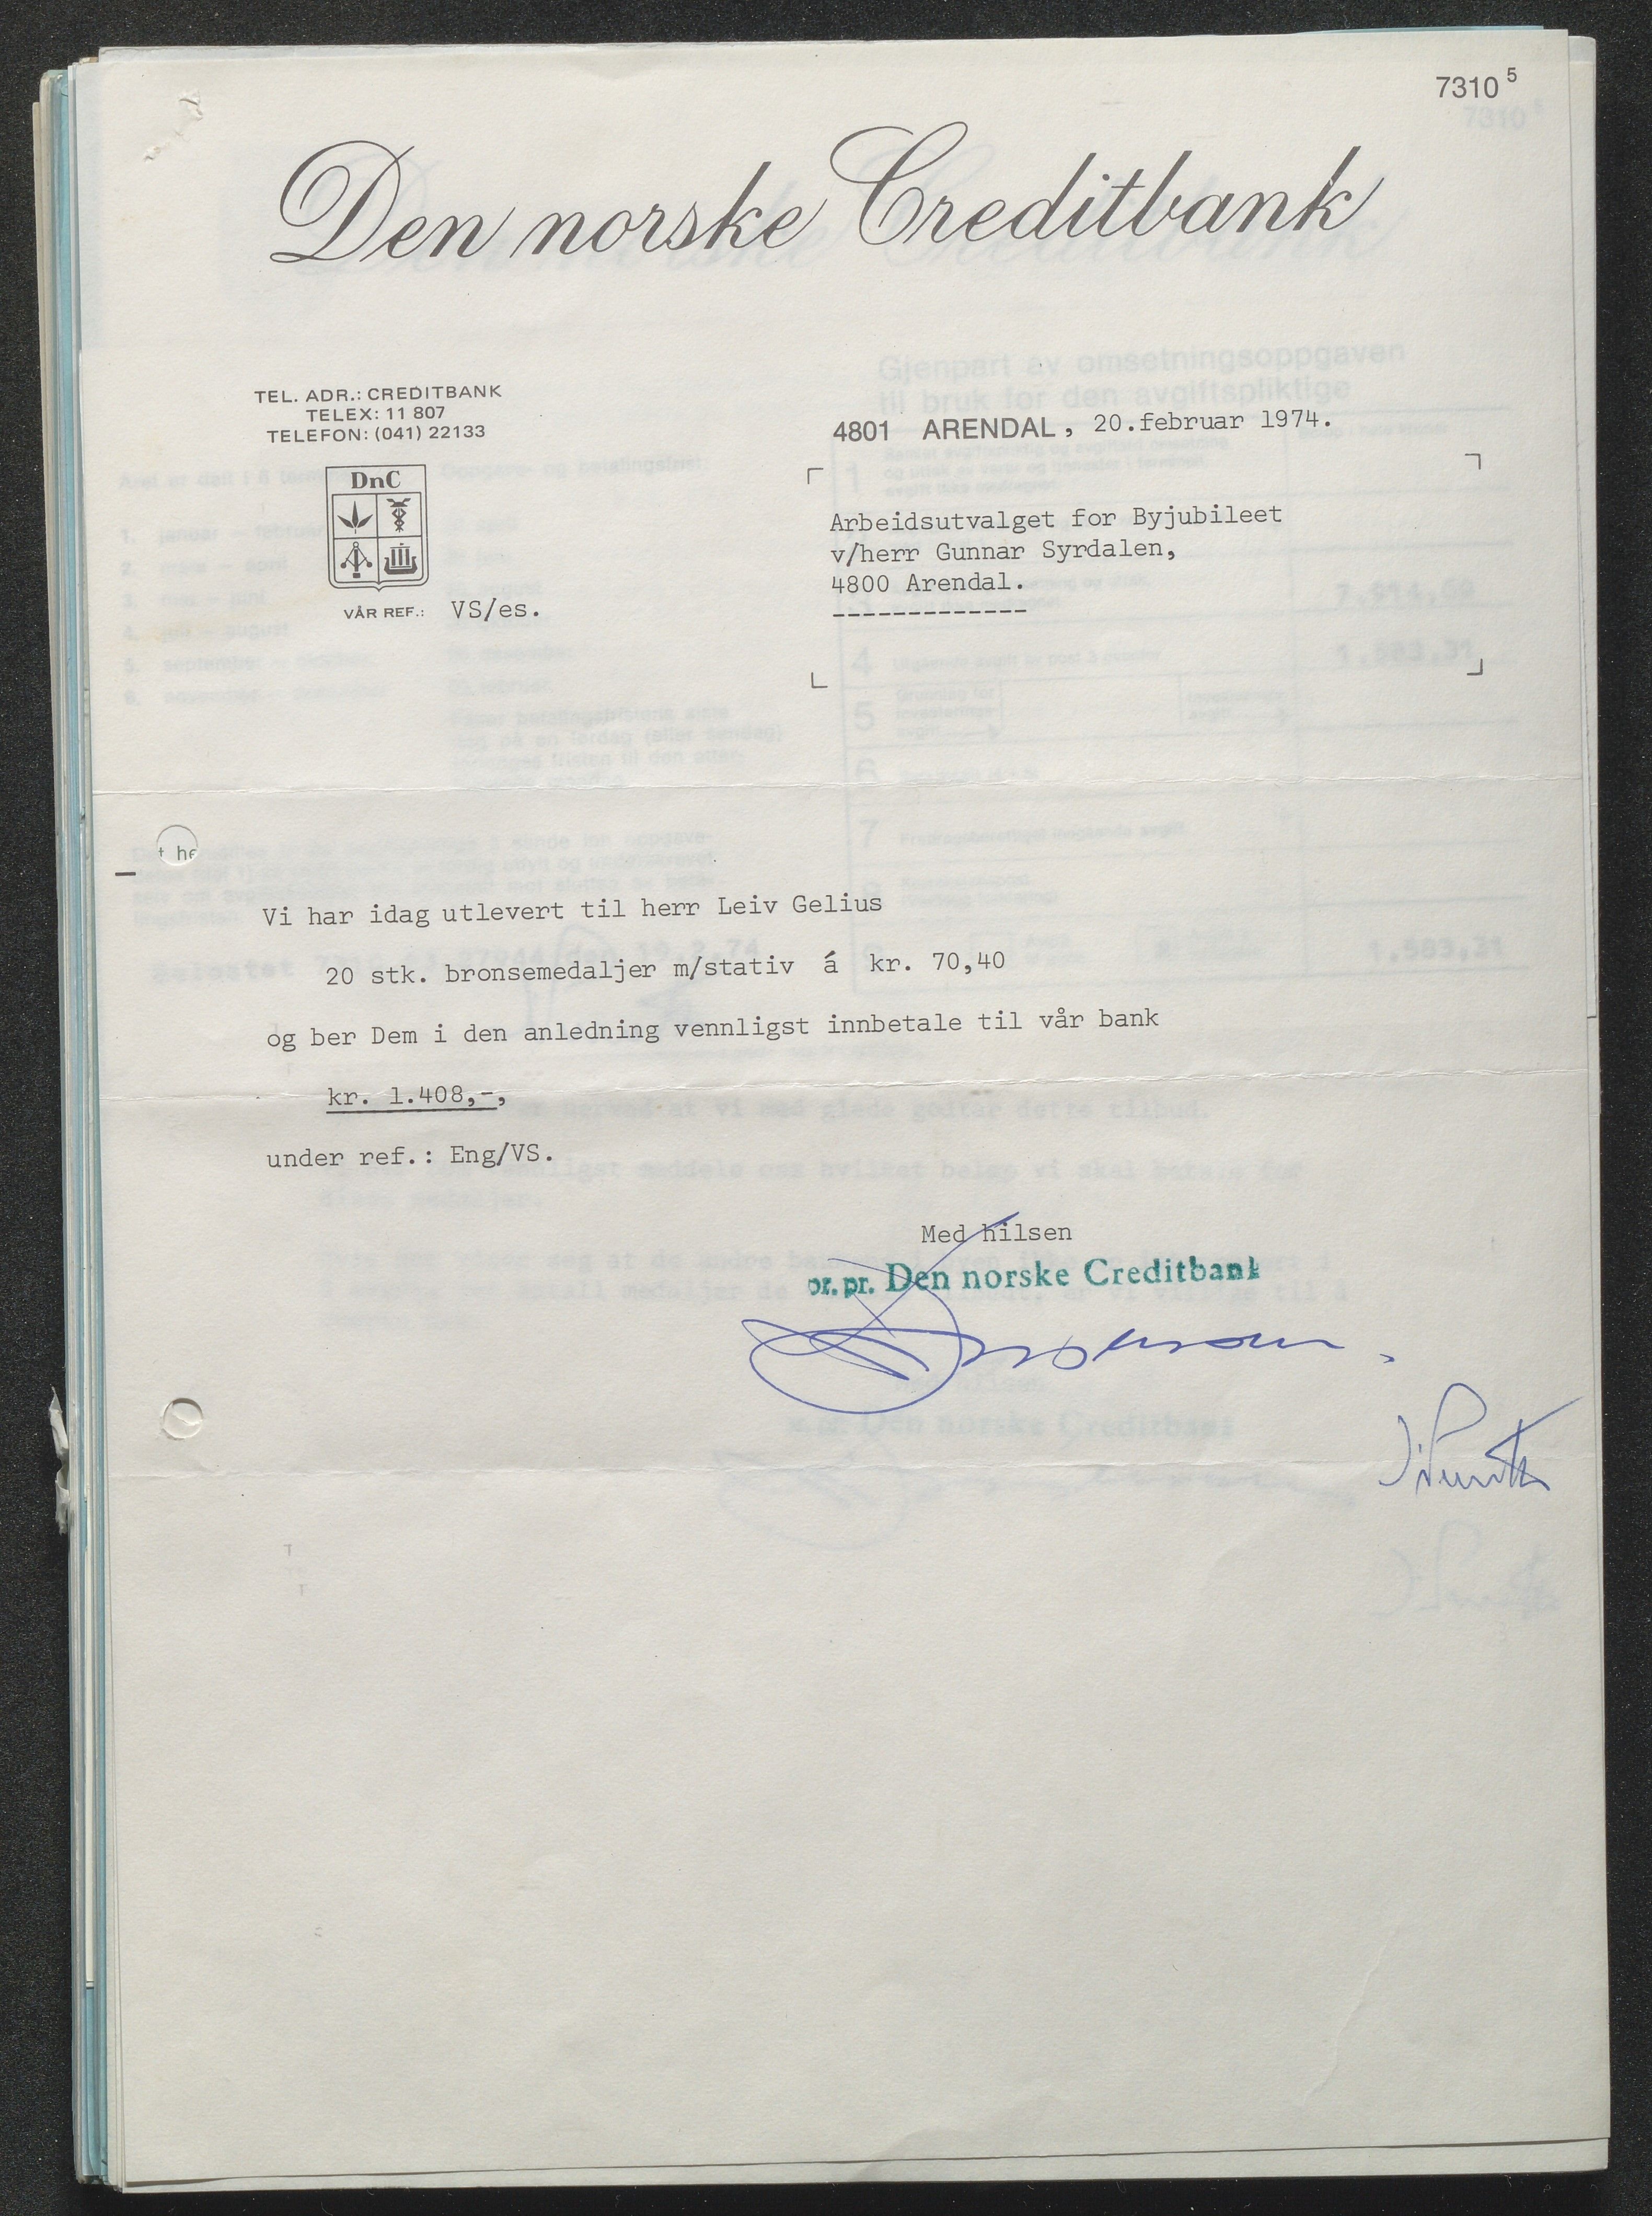 7310 5
Den norske Creditbank
TEL. ADR.: CREDITBANK
TELEX: 11 807
TELEFON: (041) 22133
4801 ARENDAL, 20.februar 1974.
DnC
Arbeidsutvalget for Byjubileet
v/herr Gunnar Syrdalen,
4800 Arendal.
-------------
VÅR REF.: VS/es.
Vi har idag utlevert til herr Leiv Gelius
20 stk. bronsemedaljer m/stativ á kr. 70,40
og ber Dem i den anledning vennligst innbetale til vår bank
kr. 1.408,-,
under ref.: Eng/VS.
Med hilsen
pr.pr. Den norske Creditbank